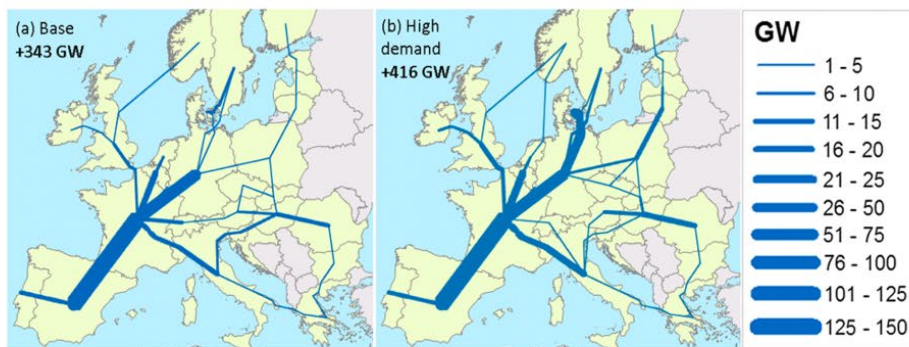 (a) Base
+343 GW
(b) High
demand
+416 GW
GW
1 - 5
6 - 10
11 - 15
16 - 20
21 - 25
26 - 50
51 - 75
76 - 100
101 - 125
125 - 150